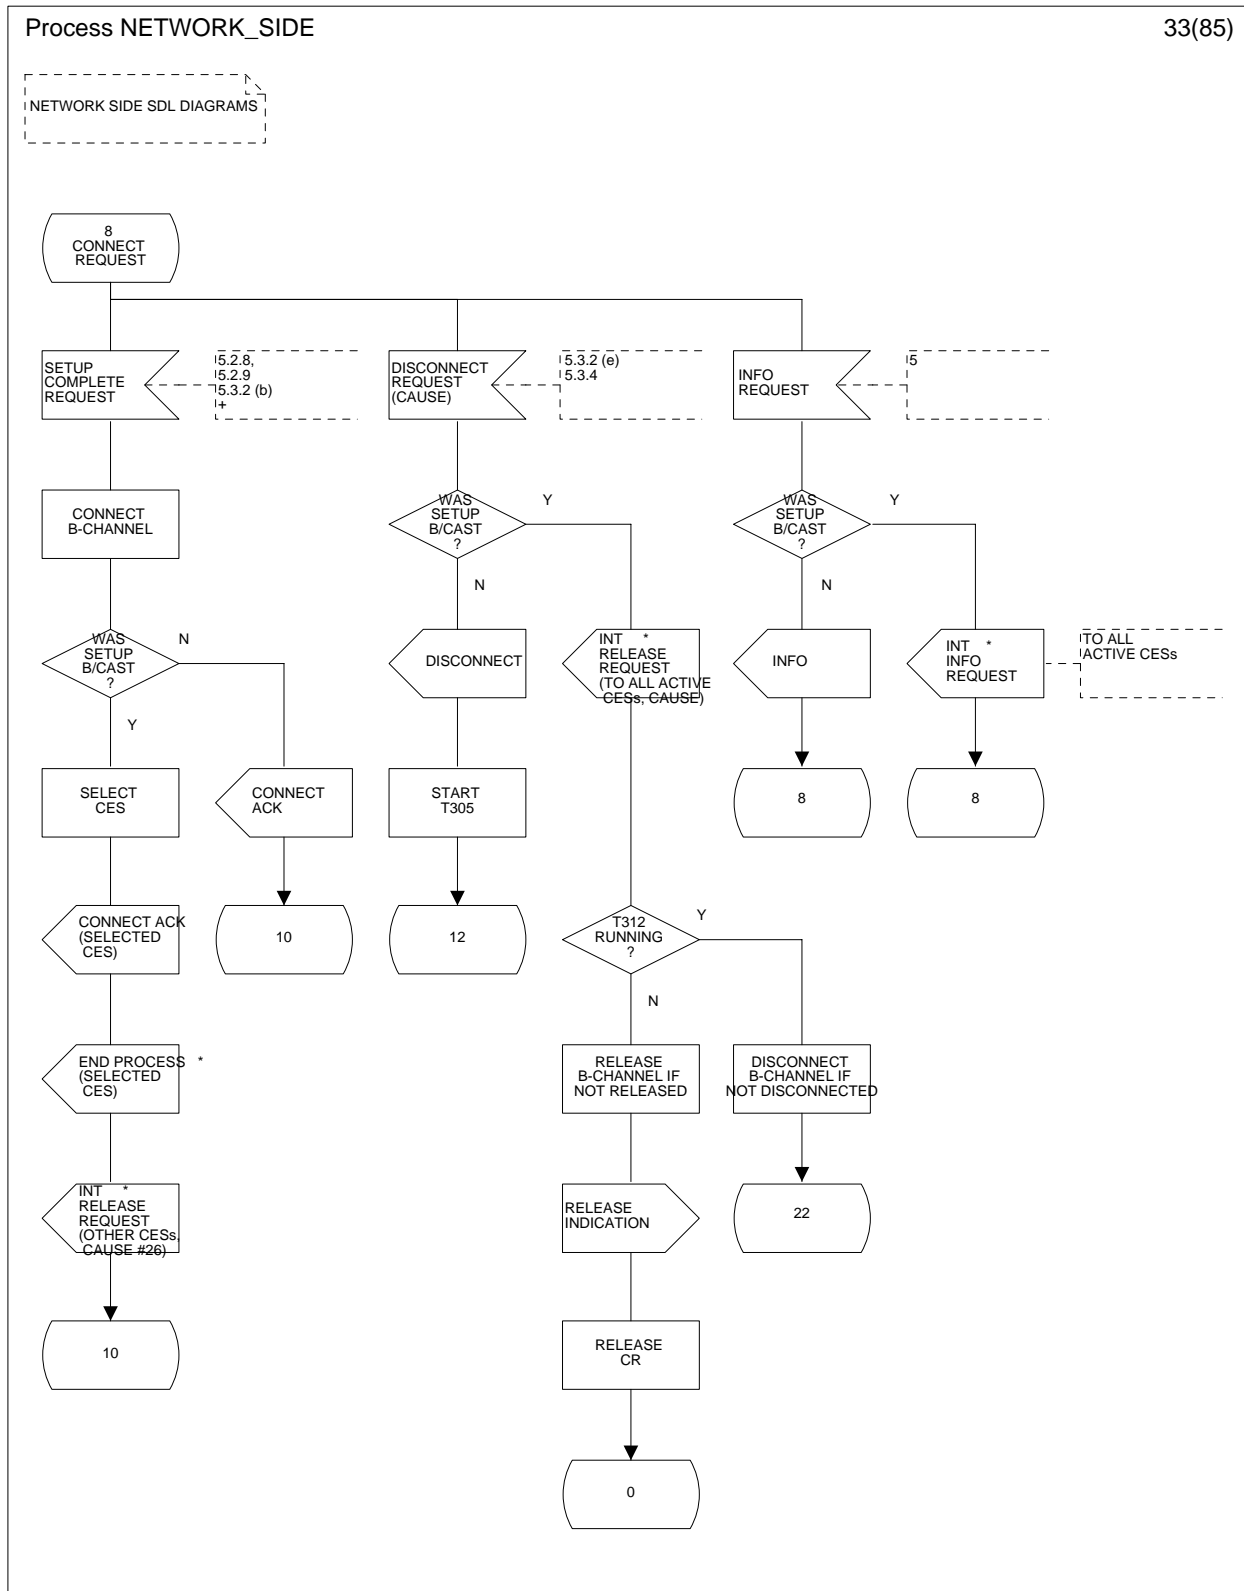 Process NETWORK_SIDE
33(85)
NETWORK SIDE SDL DIAGRAMS
8
CONNECT
REQUEST
SETUP
COMPLETE
REQUEST
5.2.8,
5.2.9
5.3.2 (b)
+
DISCONNECT
REQUEST
(CAUSE)
5.3.2 (e)
5.3.4
INFO
REQUEST
5
CONNECT
B-CHANNEL
WAS
SETUP
B/CAST
?
Y
N
WAS
SETUP
B/CAST
?
Y
N
WAS
SETUP
B/CAST
?
N
Y
DISCONNECT
INT *
RELEASE
REQUEST
(TO ALL ACTIVE
CESs, CAUSE)
INFO
INT *
INFO
REQUEST
TO ALL
ACTIVE CESs
SELECT
CES
CONNECT
ACK
START
T305
8
8
CONNECT ACK
(SELECTED
CES)
10
12
T312
RUNNING
?
Y
N
END PROCESS *
(SELECTED
CES)
RELEASE
B-CHANNEL IF
NOT RELEASED
DISCONNECT
B-CHANNEL IF
NOT DISCONNECTED
INT *
RELEASE
REQUEST
(OTHER CESs,
CAUSE #26)
RELEASE
INDICATION
22
10
RELEASE
CR
0